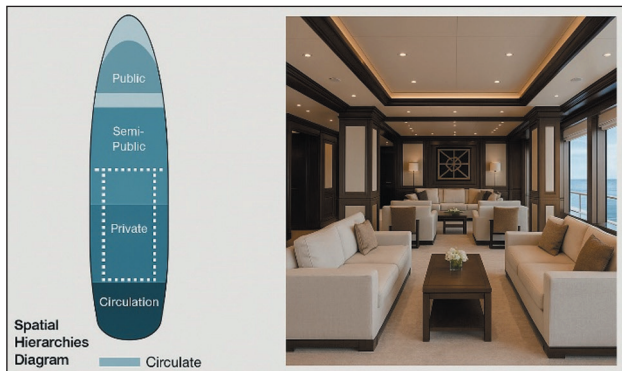 Public
Semi-
Public
Private
Circulation
Spatial
Hierarchies
Diagram
Circulate